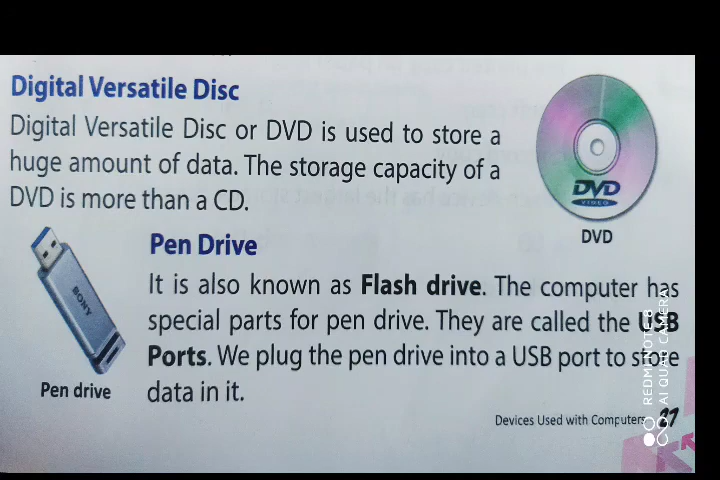 Digital Versatile Disc
Digital Versatile Disc or DVD is used to store a
huge amount of data. The storage capacity of a
DVD is more than a CD.
DVD
VIDEO
DVD
Pen Drive
It is also known as Flash drive. The computer has
special parts for pen drive. They are called the USB
Ports. We plug the pen drive into a USB port to store
data in it.
SONY
Pen drive
Devices Used with Computers 27
REDMI NOTE 8
AI QUAD CAMERA